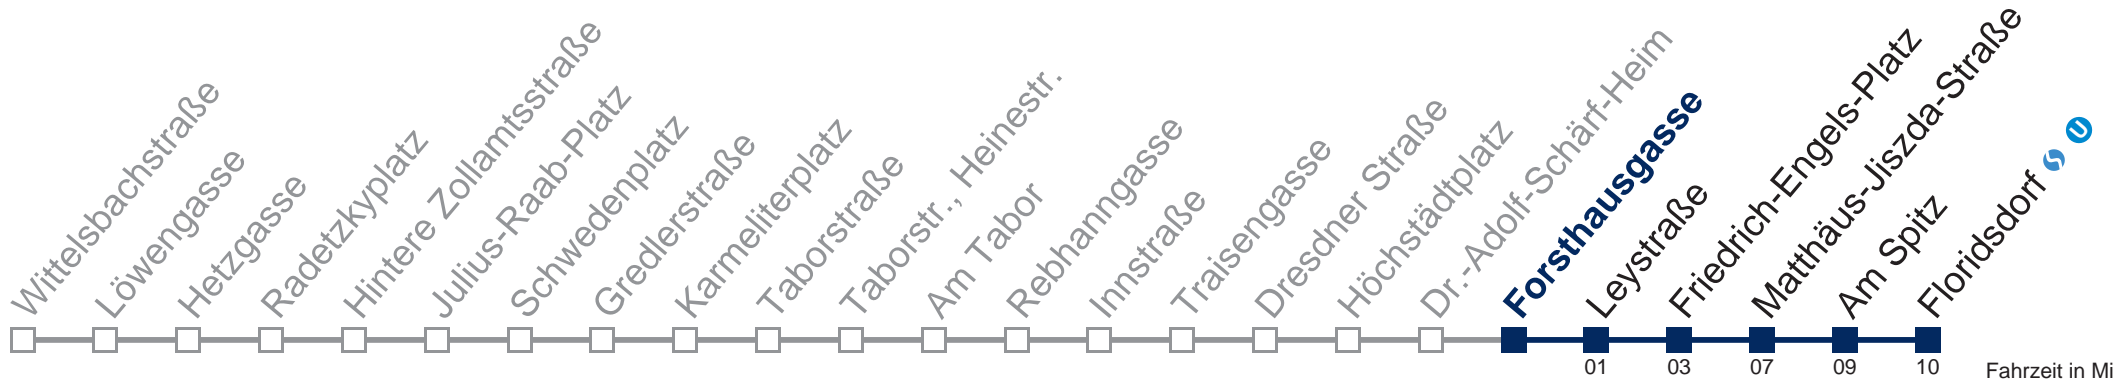 Wittelsbachstraße
Löwengasse
Hetzgasse
Radetzkyplatz
Hintere Zollamtsstraße
Julius-Raab-Platz
Schwedenplatz
Gredlerstraße
Karmeliterplatz
Taborstraße
Taborstr., Heinestr.
Am Tabor
Rebhanngasse
Innstraße
Traisengasse
Dresdner Straße
Höchstädtplatz
Dr.-Adolf-Schärf-Heim
Forsthausgasse
Leystraße
Friedrich-Engels-Platz
Matthäus-Jiszda-Straße
Am Spitz
Floridsdorf S U
01 03 07 09 10
Fahrzeit in Mi